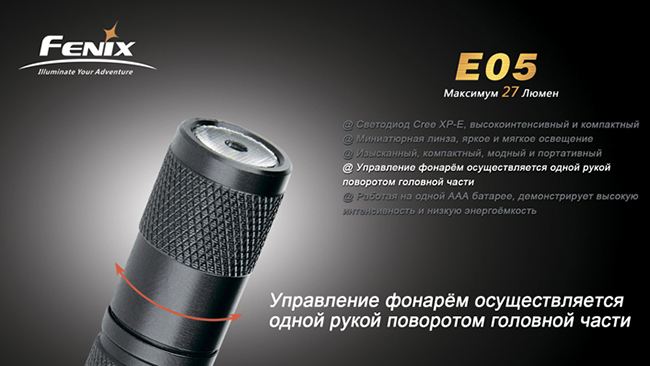 FENIX
Illuminate Your Adventure
E05
Максимум 27 Люмен
@ Светодиод Cree XP-E, высокоинтенсивный и компактный
@ Миниатюрная линза, яркое и мягкое освещение
@ Изысканный, компактный, модный и портативный
@ Управление фонарём осуществляется одной рукой
поворотом головной части
@ Работая на одной ААА батарее, демонстрирует высокую
интенсивность и низкую энергоёмкость
Управление фонарём осуществляется
одной рукой поворотом головной части